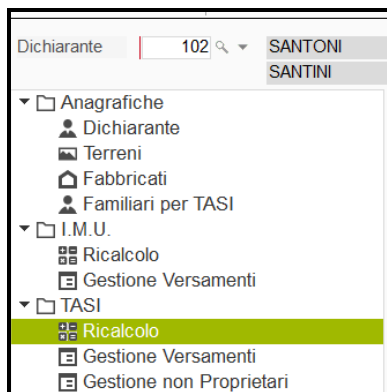 Dichiarante 102 SANTONI
SANTINI
Anagrafiche
Dichiarante
Terreni
Fabbricati
Familiari per TASI
I.M.U.
Ricalcolo
Gestione Versamenti
TASI
Ricalcolo
Gestione Versamenti
Gestione non Proprietari